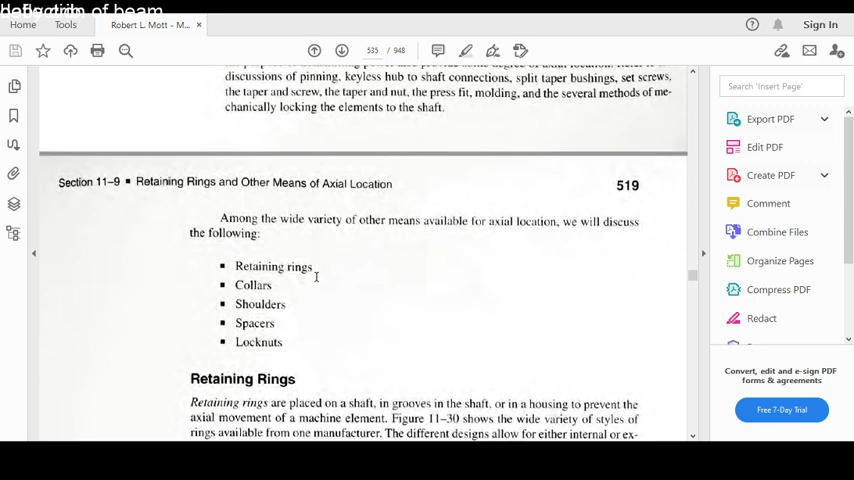 deflection of beam
Home
Tools
Robert L. Mott - M...
×
Sign In
535 / 948
discussions of pinning, keyless hub to shaft connections, split taper bushings, set screws,
the taper and screw, the taper and nut, the press fit, molding, and the several methods of me-
chanically locking the elements to the shaft.
Section 11-9 ■ Retaining Rings and Other Means of Axial Location
519
Among the wide variety of other means available for axial location, we will discuss
the following:
■ Retaining rings
■ Collars
■ Shoulders
■ Spacers
■ Locknuts
Retaining Rings
Retaining rings are placed on a shaft, in grooves in the shaft, or in a housing to prevent the
axial movement of a machine element. Figure 11-30 shows the wide variety of styles of
rings available from one manufacturer. The different designs allow for either internal or ex-
Search 'Insert Page'
Export PDF
Edit PDF
Create PDF
Comment
Combine Files
Organize Pages
Compress PDF
Redact
Convert, edit and e-sign PDF
forms & agreements
Free 7-Day Trial